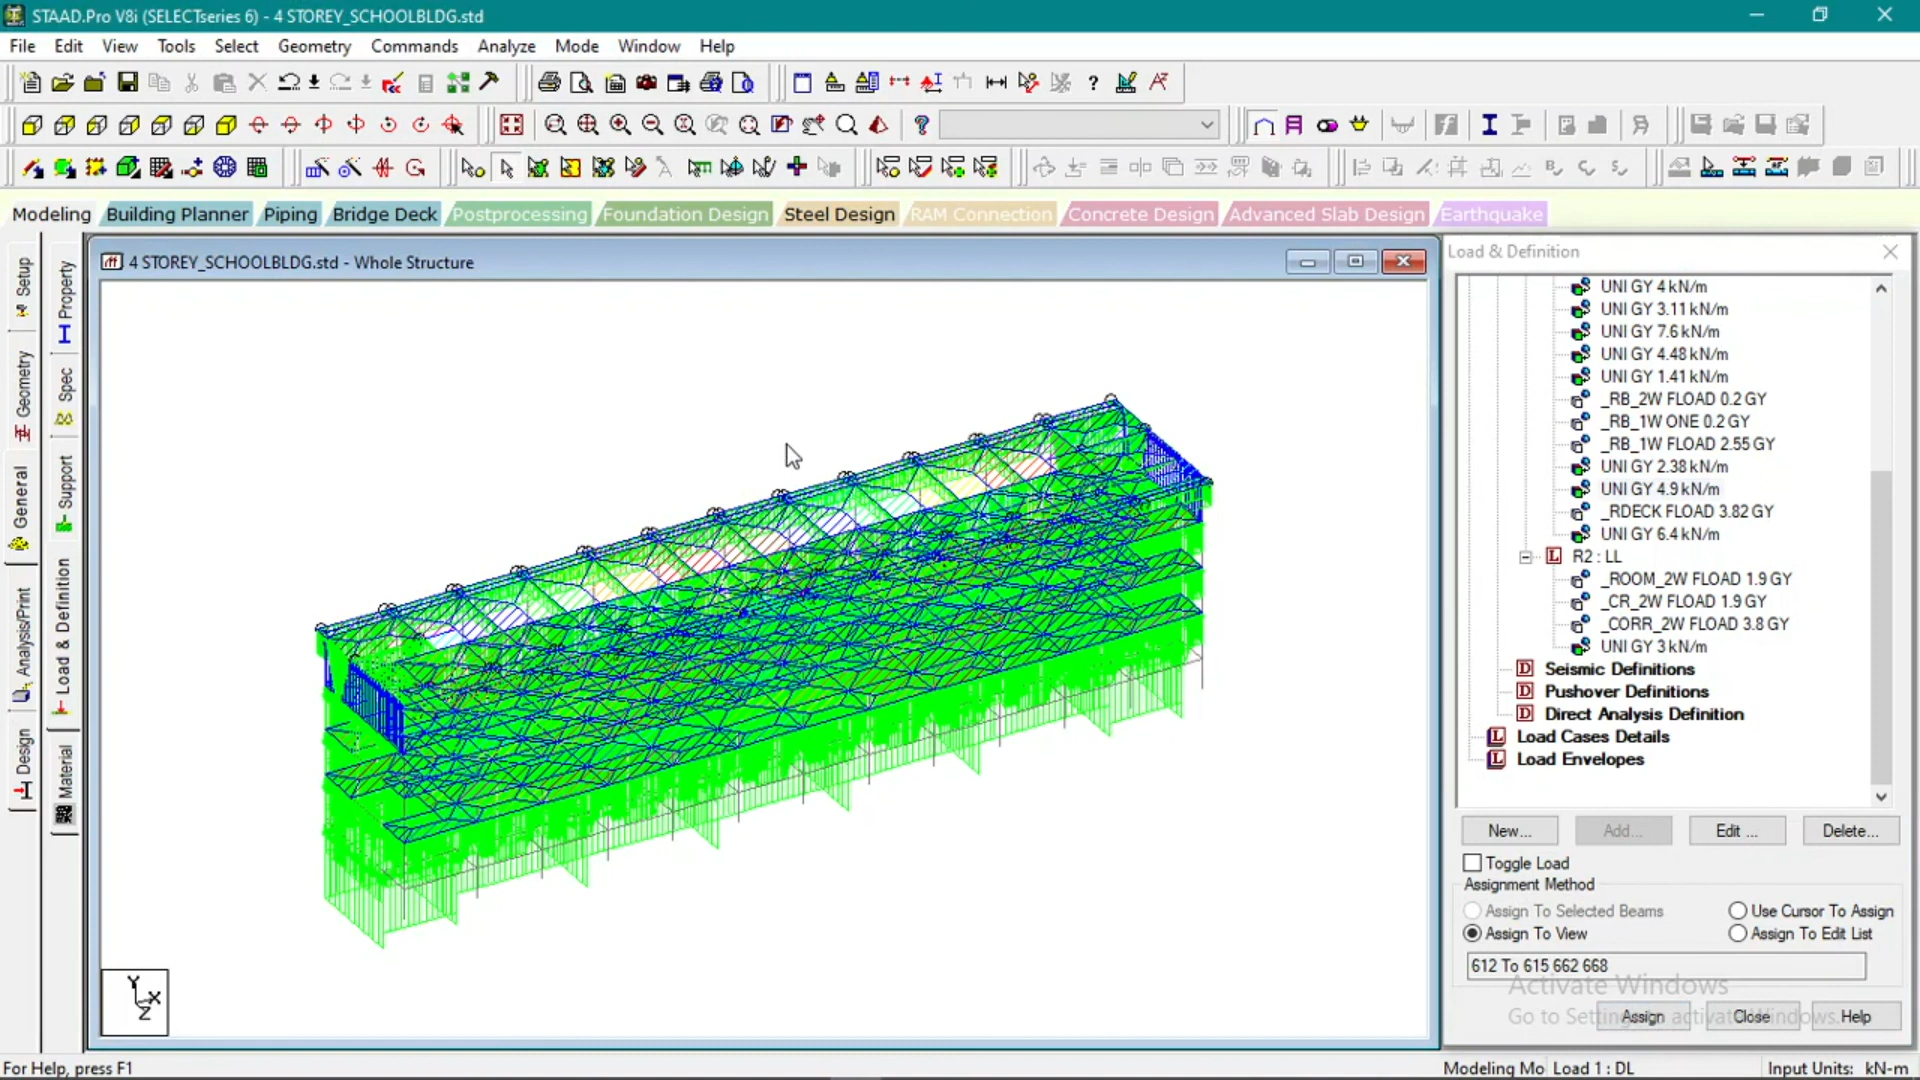 STAAD.Pro V8i (SELECTseries 6) - 4 STOREY_SCHOOLBLDG.std
File Edit View Tools Select Geometry Commands Analyze Mode Window Help
Modeling Building Planner Piping Bridge Deck Postprocessing Foundation Design Steel Design RAM Connection Concrete Design Advanced Slab Design Earthquake
Setup
Geometry
General
Analysis/Print
Design
Property
Spec
Support
Load & Definition
Material
4 STOREY_SCHOOLBLDG.std - Whole Structure
Y
X
Z
Load & Definition
UNI GY 4 kN/m
UNI GY 3.11 kN/m
UNI GY 7.6 kN/m
UNI GY 4.48 kN/m
UNI GY 1.41 kN/m
_RB_2W FLOAD 0.2 GY
_RB_1W ONE 0.2 GY
_RB_1W FLOAD 2.55 GY
UNI GY 2.38 kN/m
UNI GY 4.9 kN/m
_RDECK FLOAD 3.82 GY
UNI GY 6.4 kN/m
L R2 : LL
_ROOM_2W FLOAD 1.9 GY
_CR_2W FLOAD 1.9 GY
_CORR_2W FLOAD 3.8 GY
UNI GY 3 kN/m
D Seismic Definitions
D Pushover Definitions
D Direct Analysis Definition
L Load Cases Details
L Load Envelopes
New... Add... Edit ... Delete...
Toggle Load
Assignment Method
Assign To Selected Beams Use Cursor To Assign
Assign To View Assign To Edit List
612 To 615 662 668
Activate Windows
Go to Settings to activate Windows.
Assign Close Help
For Help, press F1
Modeling Mo Load 1 : DL Input Units: kN-m